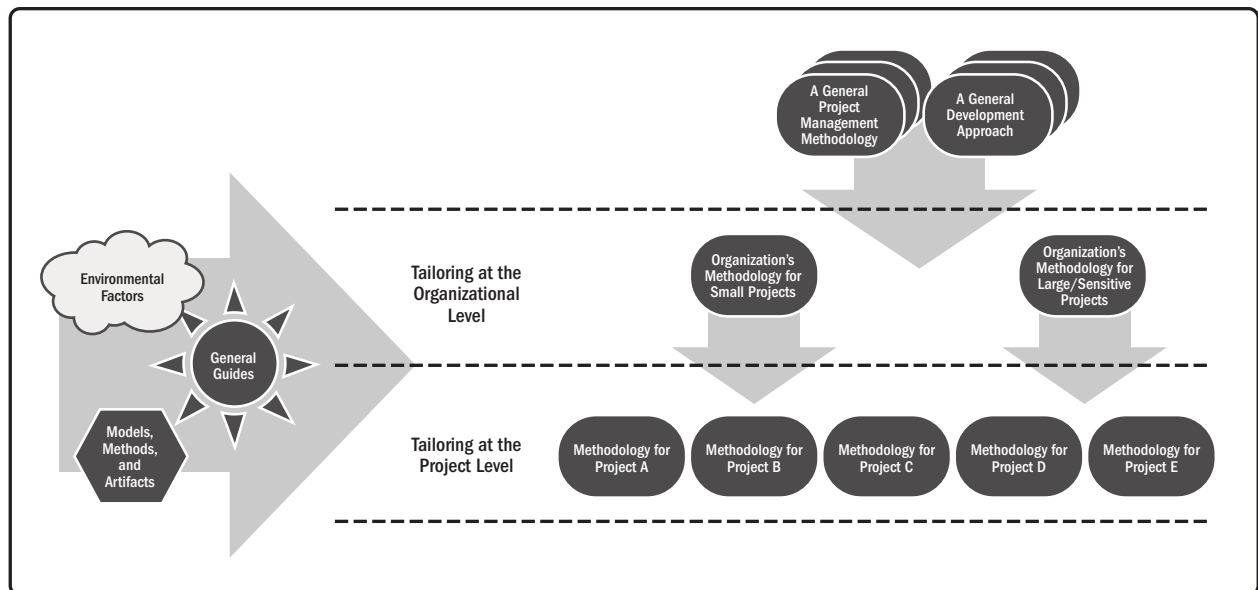 A General
Project
Management
Methodology
A General
Development
Approach
Environmental
Factors
General
Guides
Models,
Methods,
and
Artifacts
Tailoring at the
Organizational
Level
Organization's
Methodology for
Small Projects
Organization's
Methodology for
Large/Sensitive
Projects
Tailoring at the
Project Level
Methodology for
Project A
Methodology for
Project B
Methodology for
Project C
Methodology for
Project D
Methodology for
Project E